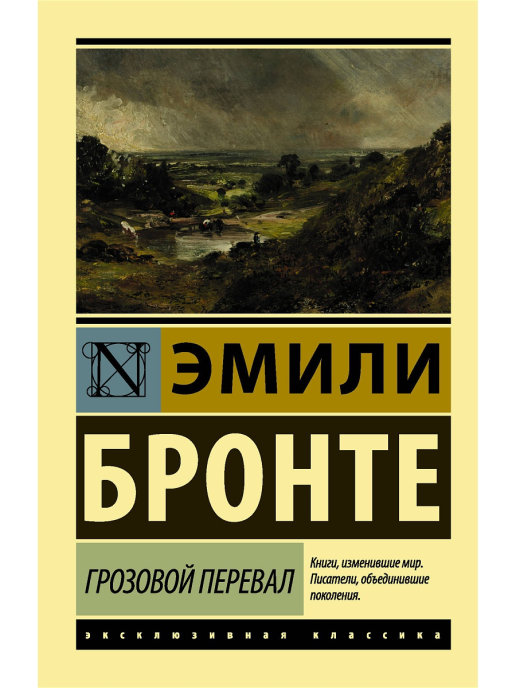 N
ЭМИЛИ
БРОНТЕ
ГРОЗОВОЙ ПЕРЕВАЛ
Книги, изменившие мир.
Писатели, объединившие
поколения.
эксклюзивная классика